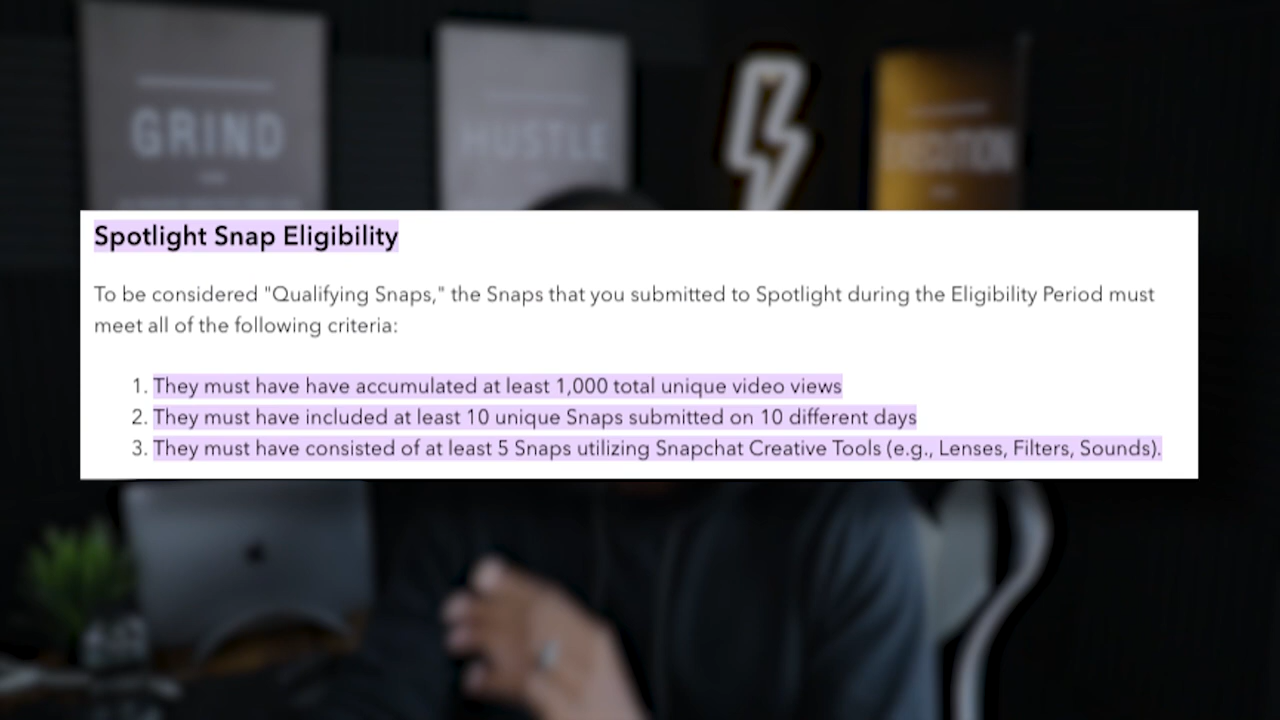 GRIND
HUSTLE
EXECUTION
Spotlight Snap Eligibility
To be considered "Qualifying Snaps," the Snaps that you submitted to Spotlight during the Eligibility Period must
meet all of the following criteria:
1. They must have have accumulated at least 1,000 total unique video views
2. They must have included at least 10 unique Snaps submitted on 10 different days
3. They must have consisted of at least 5 Snaps utilizing Snapchat Creative Tools (e.g., Lenses, Filters, Sounds).